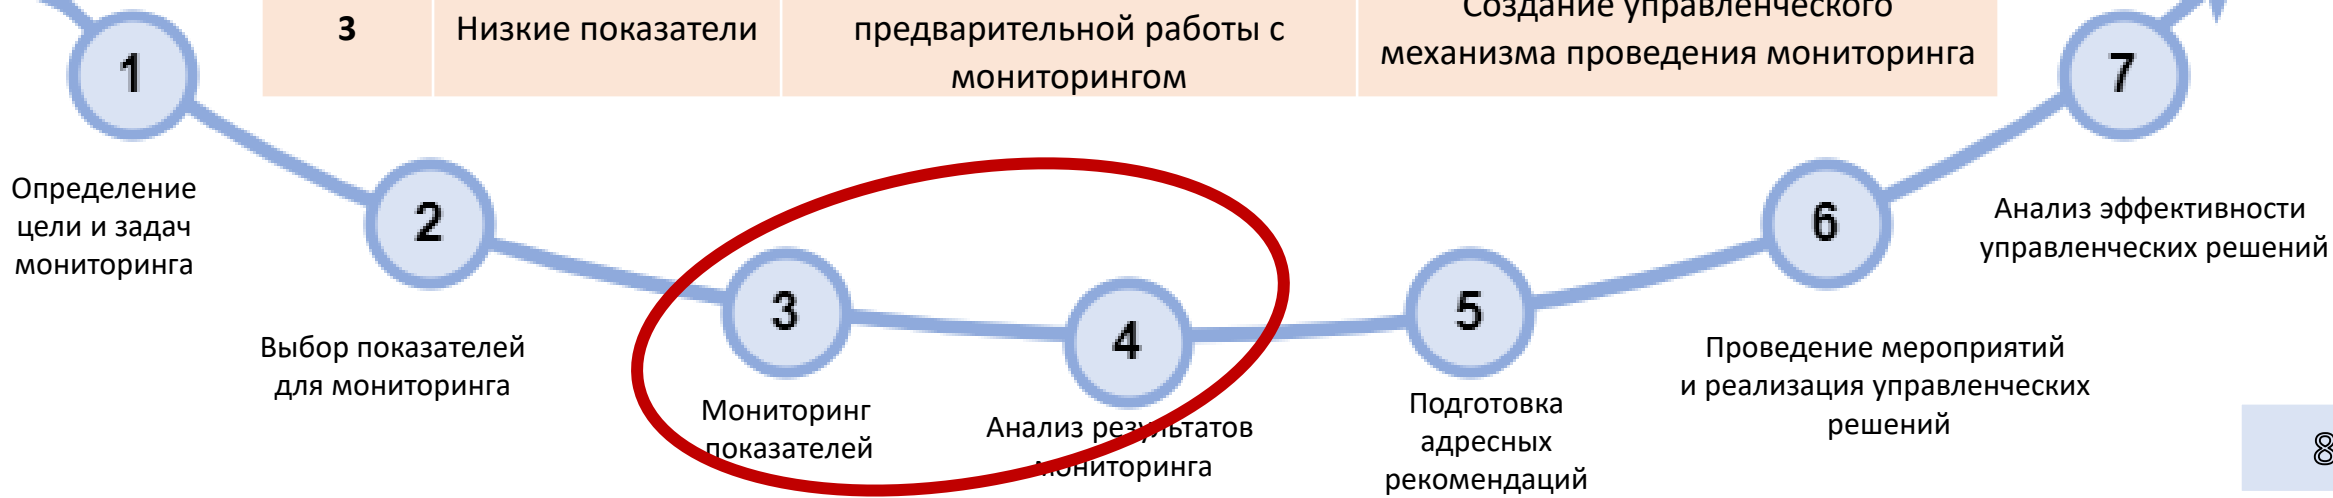 Создание управленческого
3
Низкие показатели
предварительной работы с
мониторингом
механизма проведения мониторинга
1
7
Определение
цели и задач
мониторинга
2
6
Анализ эффективности
управленческих решений
3
4
5
Выбор показателей
для мониторинга
Мониторинг
показателей
Анализ результатов
мониторинга
Подготовка
адресных
рекомендаций
Проведение мероприятий
и реализация управленческих
решений
8